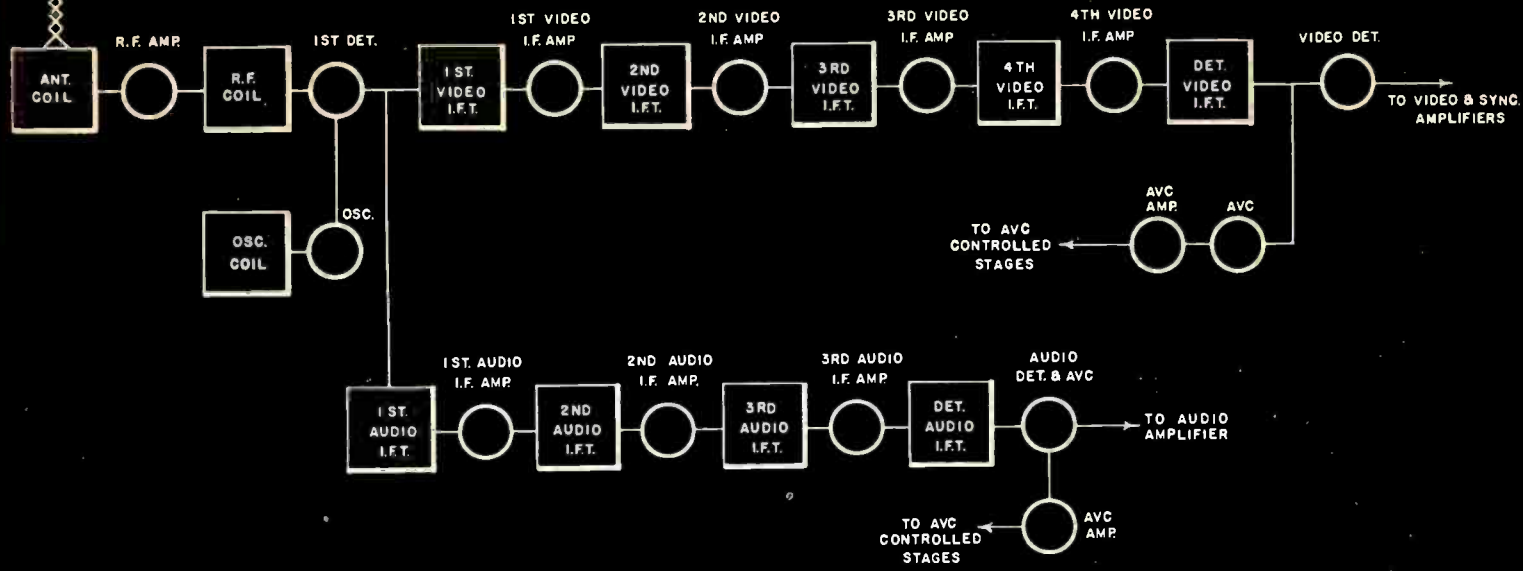 ANT.
COIL
R.F. AMP.
R.F.
COIL
1ST DET.
1ST.
VIDEO
I.F.T.
1ST VIDEO
I.F. AMP
2ND
VIDEO
I.F.T.
2ND VIDEO
I.F. AMP
3RD
VIDEO
I.F.T.
3RD VIDEO
I.F. AMP
4TH
VIDEO
I.F.T.
4TH VIDEO
I.F. AMP
DET.
VIDEO
I.F.T.
VIDEO DET.
TO VIDEO & SYNC.
AMPLIFIERS
OSC.
COIL
OSC.
TO AVC
CONTROLLED
STAGES
AVC
AMP.
AVC
1ST.
AUDIO
I.F.T.
1ST. AUDIO
I.F. AMP.
2ND
AUDIO
I.F.T.
2ND AUDIO
I.F. AMP.
3RD
AUDIO
I.F.T.
3RD AUDIO
I.F. AMP.
DET.
AUDIO
I.F.T.
AUDIO
DET. & AVC
TO AUDIO
AMPLIFIER
TO AVC
CONTROLLED
STAGES
AVC
AMP.